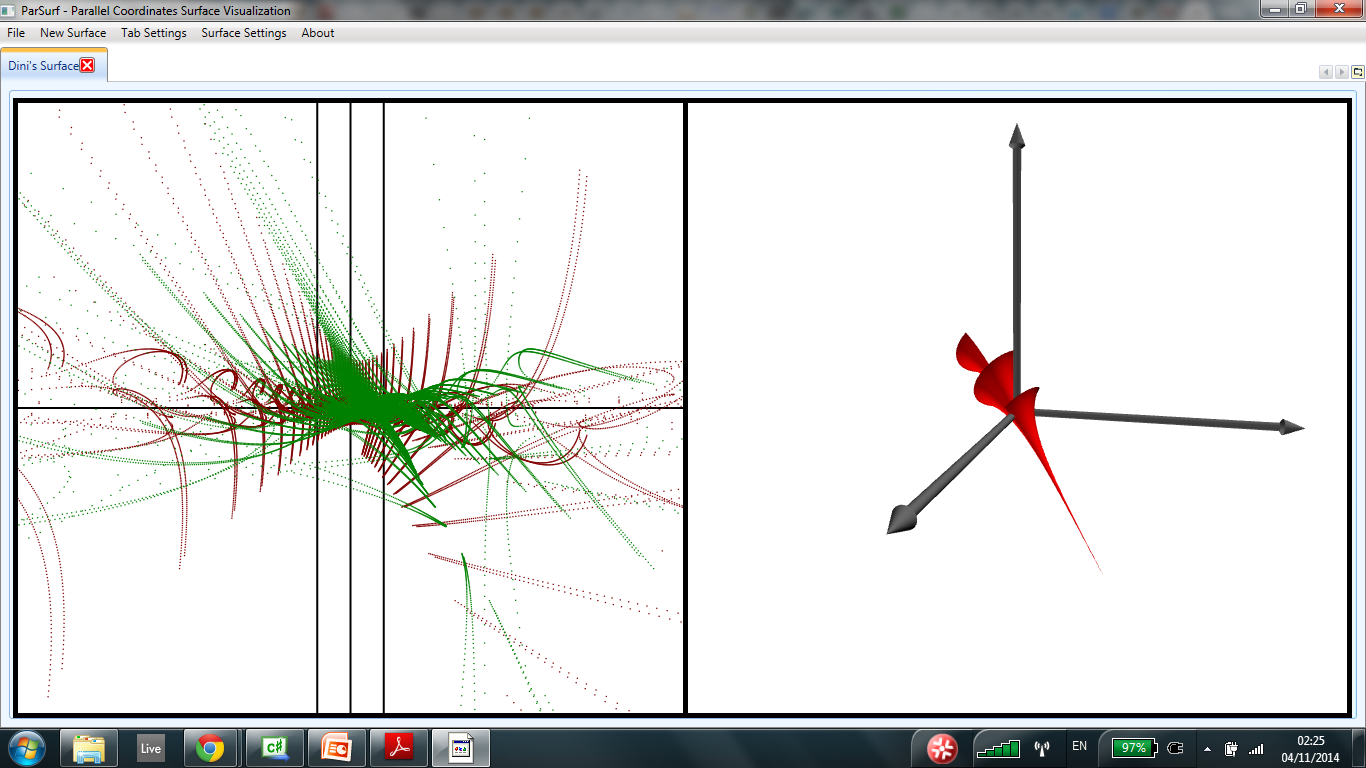 ParSurf - Parallel Coordinates Surface Visualization
File New Surface Tab Settings Surface Settings About
Dini's Surface
Live
C#
EN
97%
02:25
04/11/2014